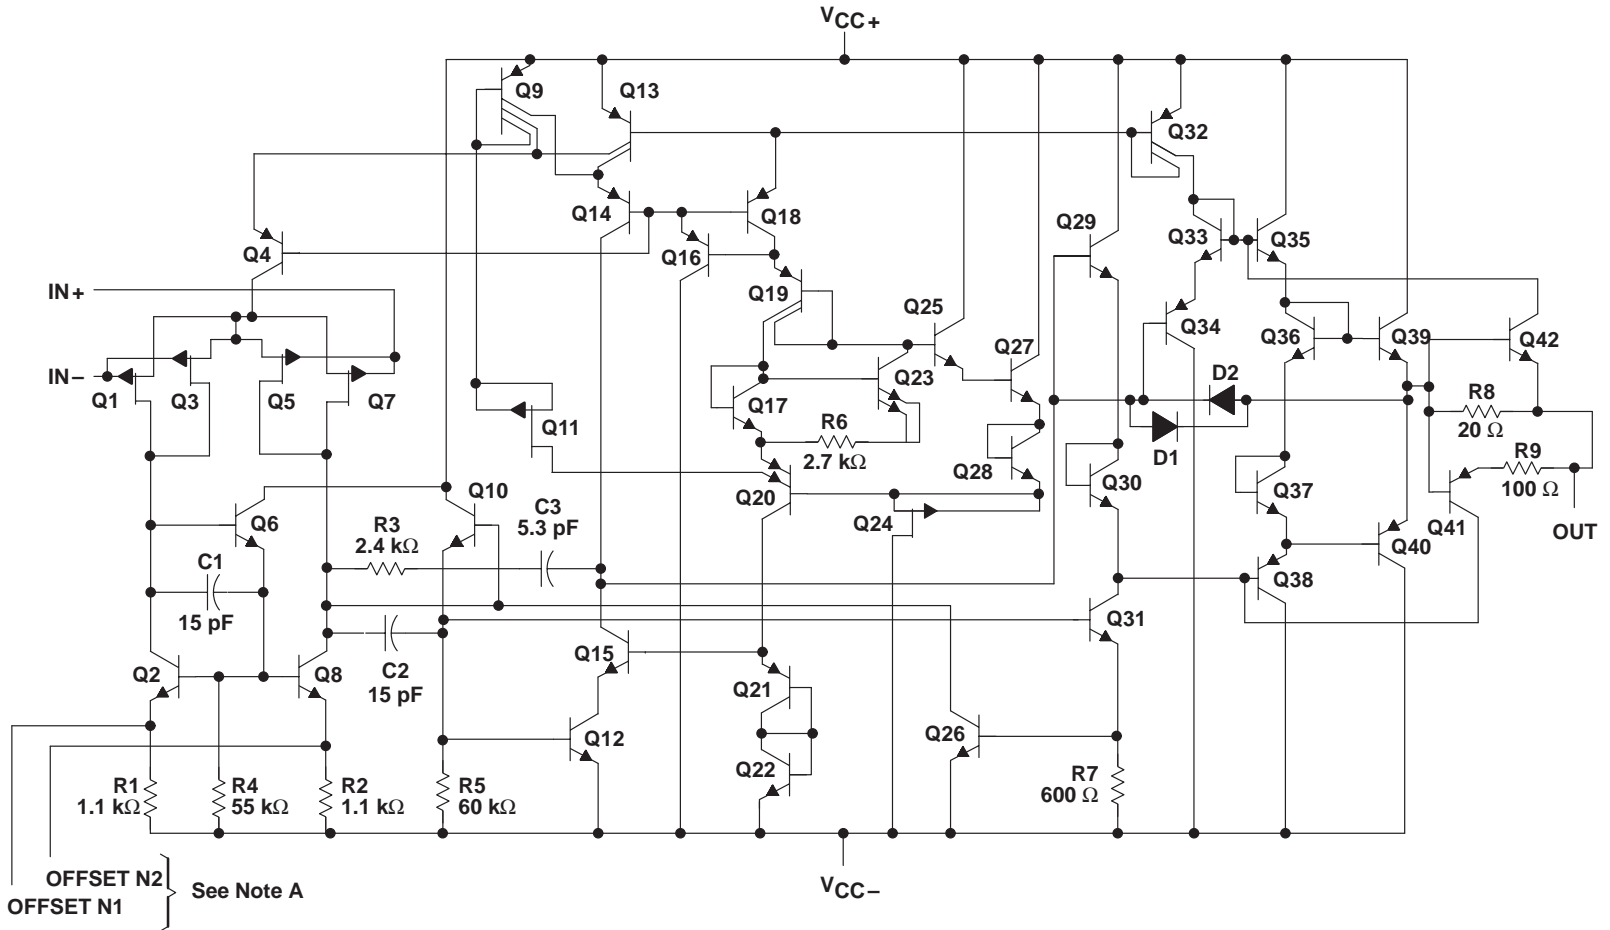 VCC+
Q9
Q13
Q32
Q14
Q18
Q29
Q33
Q35
Q4
Q16
IN+
Q19
Q25
Q34
Q36
Q39
Q42
IN−
Q27
D2
Q1
Q3
Q5
Q7
Q23
Q17
R8
20 Ω
Q11
R6
2.7 kΩ
D1
R9
100 Ω
Q28
Q30
Q37
Q10
Q20
C3
5.3 pF
Q24
Q41
OUT
Q6
R3
2.4 kΩ
Q40
C1
15 pF
Q38
Q31
Q2
Q8
C2
15 pF
Q15
Q21
Q12
Q26
Q22
R1
1.1 kΩ
R4
55 kΩ
R2
1.1 kΩ
R5
60 kΩ
R7
600 Ω
OFFSET N2
OFFSET N1
See Note A
VCC−